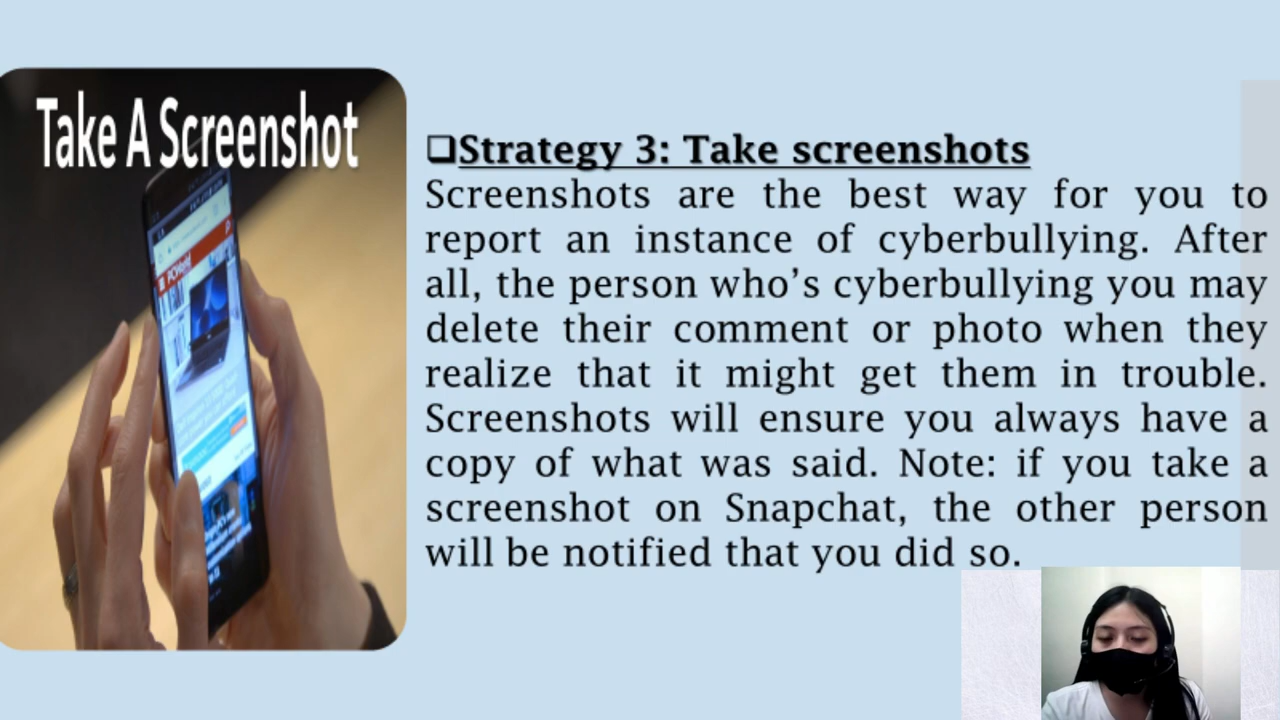 Take A Screenshot
❑Strategy 3: Take screenshots
Screenshots are the best way for you to
report an instance of cyberbullying. After
all, the person who’s cyberbullying you may
delete their comment or photo when they
realize that it might get them in trouble.
Screenshots will ensure you always have a
copy of what was said. Note: if you take a
screenshot on Snapchat, the other person
will be notified that you did so.